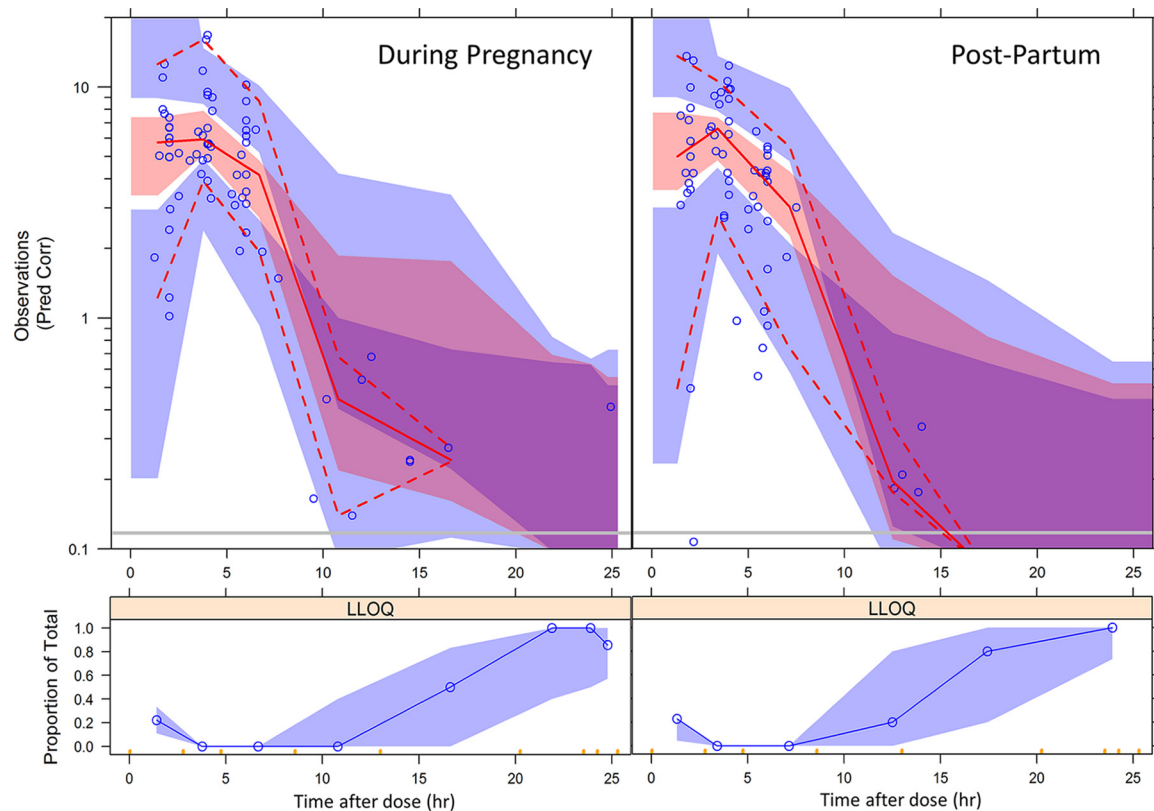 During Pregnancy
Post-Partum
Observations
(Pred Corr)
10
1
0.1
0 5 10 15 20 25
0 5 10 15 20 25
LLOQ
LLOQ
Proportion of Total
1.0
0.8
0.6
0.4
0.2
0.0
0 5 10 15 20 25
0 5 10 15 20 25
Time after dose (hr)
Time after dose (hr)